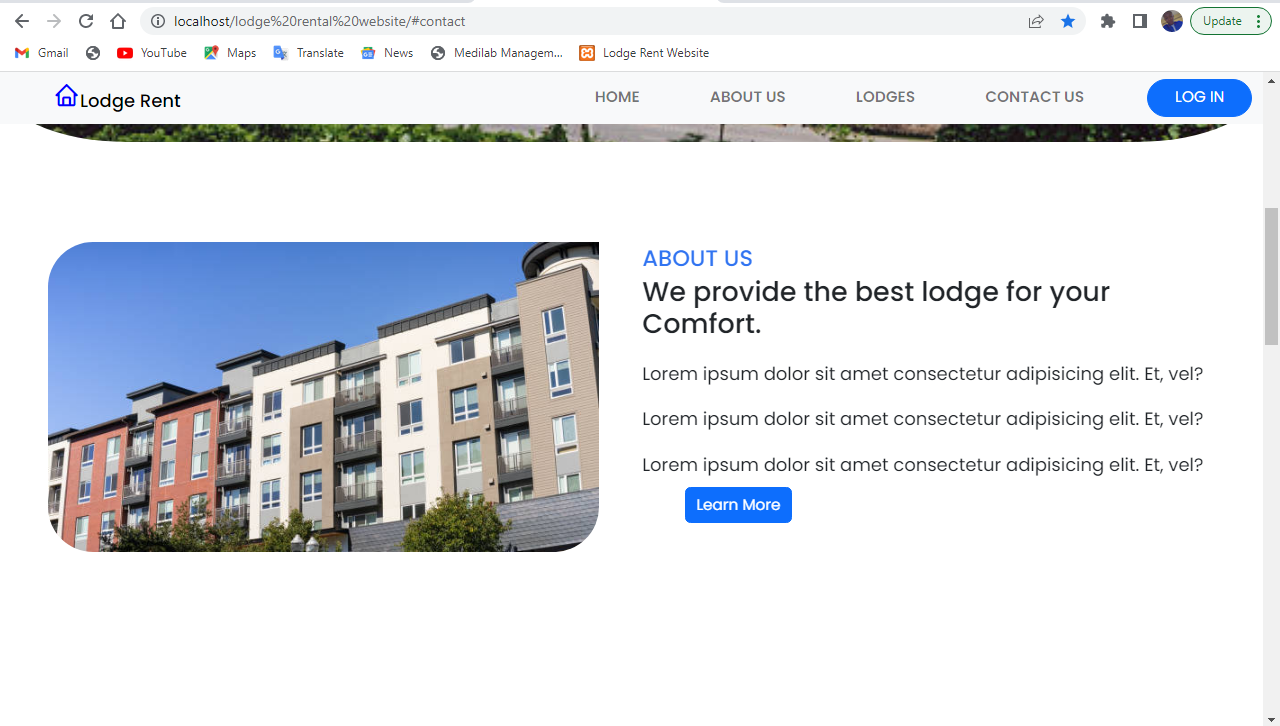 localhost/lodge%20rental%20website/#contact
Update
Gmail
YouTube
Maps
Translate
News
Medilab Managem...
Lodge Rent Website
Lodge Rent
HOME
ABOUT US
LODGES
CONTACT US
LOG IN
ABOUT US
We provide the best lodge for your
Comfort.
Lorem ipsum dolor sit amet consectetur adipisicing elit. Et, vel?
Lorem ipsum dolor sit amet consectetur adipisicing elit. Et, vel?
Lorem ipsum dolor sit amet consectetur adipisicing elit. Et, vel?
Learn More